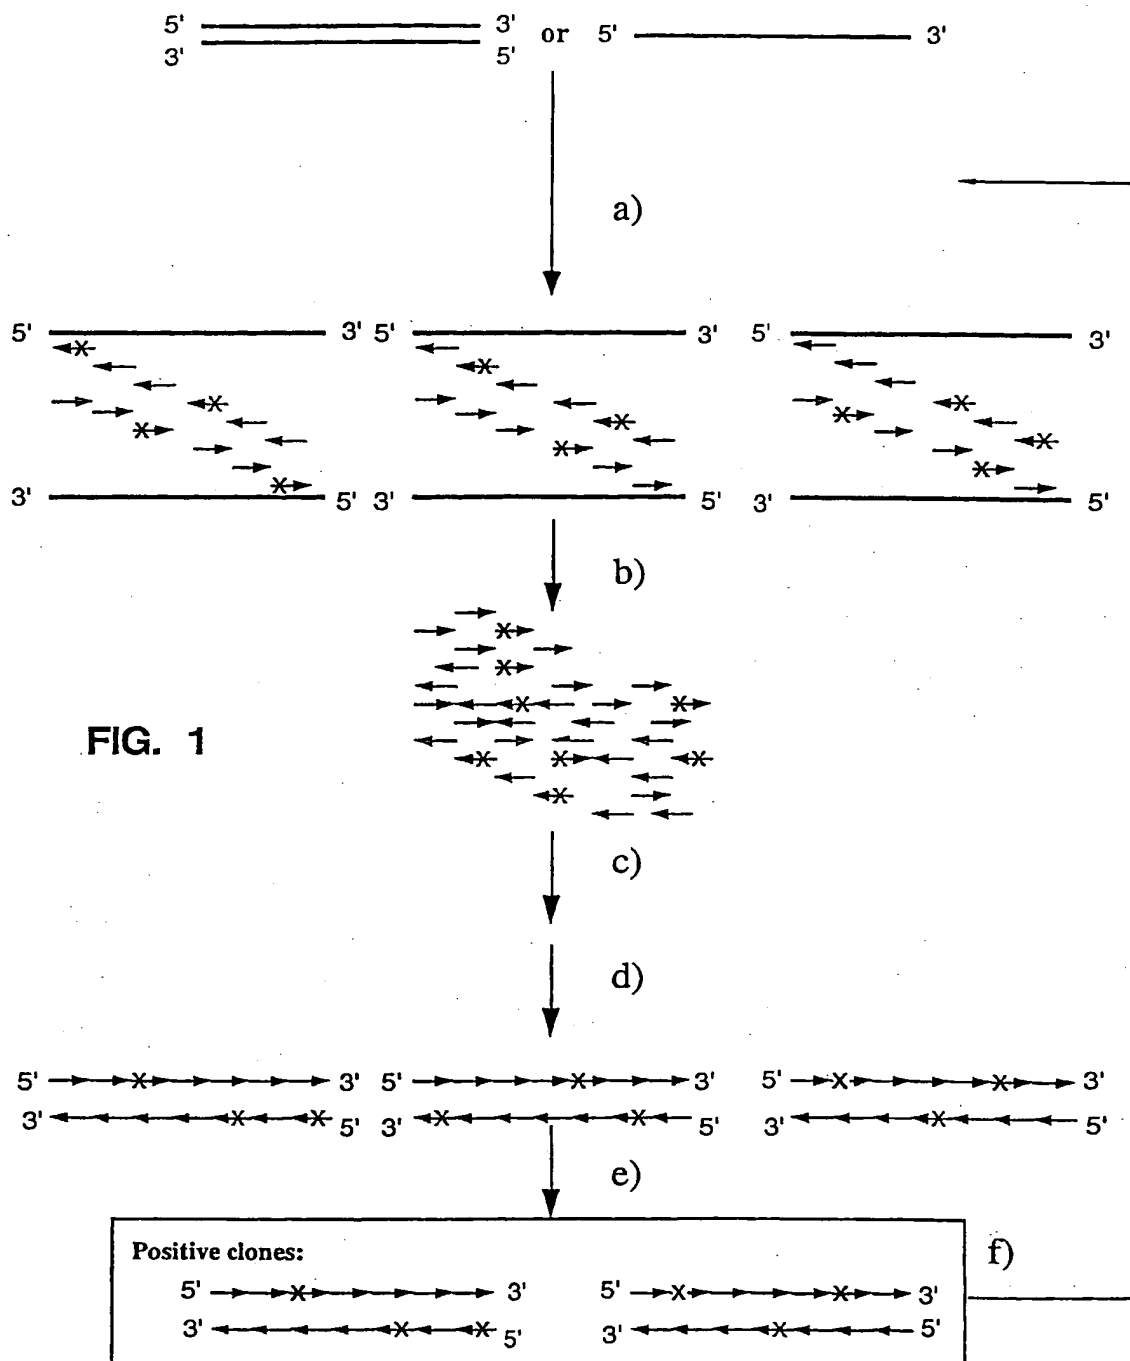 5' 3' or 5' 3'
3' 5'
a)
5' 3' 5' 3' 5' 3'
X
X
X X X
X X
X X X
X X
3' 5' 3' 5' 3' 5'
b)
X
X
X X
FIG. 1
X X X
X
c)
d)
5' X 3' 5' X 3' 5' X X 3'
3' X X 5' 3' X X 5' 3' X 5'
e)
Positive clones:
f)
5' X 3' 5' X X 3'
3' X X 5' 3' X 5'